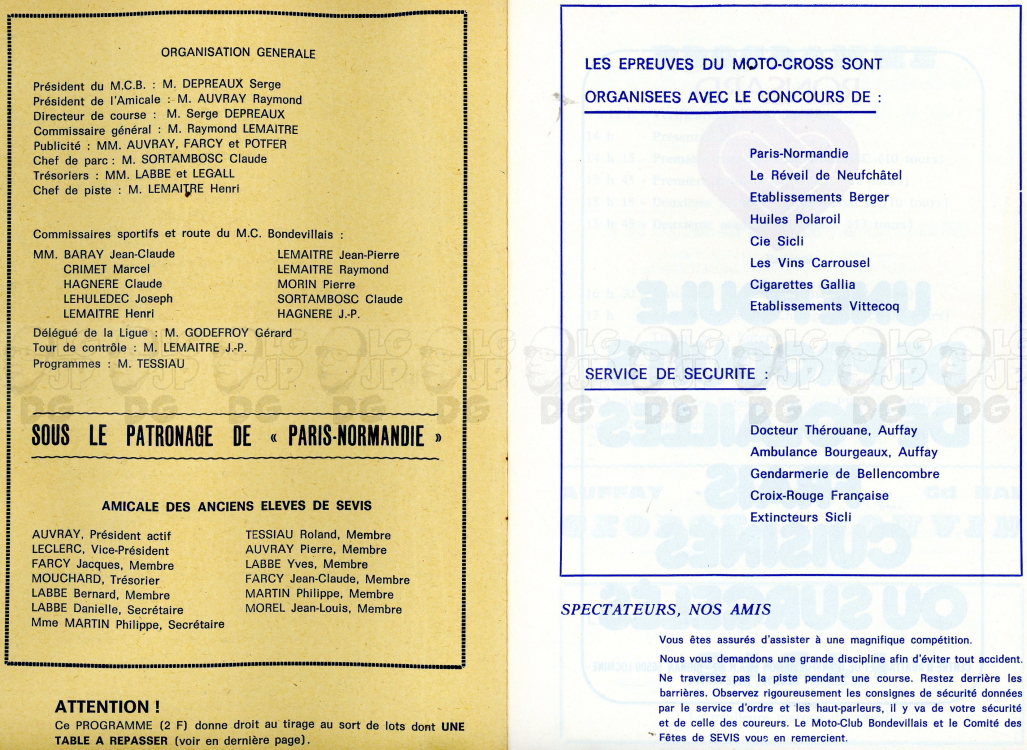 ORGANISATION GENERALE
Président du M.C.B. : M. DEPREAUX Serge
Président de l'Amicale : M. AUVRAY Raymond
Directeur de course : M. Serge DEPREAUX
Commissaire général : M. Raymond LEMAITRE
Publicité : MM. AUVRAY, FARCY et POTFER
Chef de parc : M. SORTAMBOSC Claude
Trésoriers : MM. LABBE et LEGALL
Chef de piste : M. LEMAITRE Henri
Commissaires sportifs et route du M.C. Bondevillais :
MM. BARAY Jean-Claude
CRIMET Marcel
HAGNERE Claude
LEHULEDEC Joseph
LEMAITRE Henri
LEMAITRE Jean-Pierre
LEMAITRE Raymond
MORIN Pierre
SORTAMBOSC Claude
HAGNERE J.-P.
Délégué de la Ligue : M. GODEFROY Gérard
Tour de contrôle : M. LEMAITRE J.-P.
Programmes : M. TESSIAU
SOUS LE PATRONAGE DE « PARIS-NORMANDIE »
AMICALE DES ANCIENS ELEVES DE SEVIS
AUVRAY, Président actif
LECLERC, Vice-Président
FARCY Jacques, Membre
MOUCHARD, Trésorier
LABBE Bernard, Membre
LABBE Danielle, Secrétaire
Mme MARTIN Philippe, Secrétaire
TESSIAU Roland, Membre
AUVRAY Pierre, Membre
LABBE Yves, Membre
FARCY Jean-Claude, Membre
MARTIN Philippe, Membre
MOREL Jean-Louis, Membre
ATTENTION !
Ce PROGRAMME (2 F) donne droit au tirage au sort de lots dont UNE
TABLE A REPASSER (voir en dernière page).
LES EPREUVES DU MOTO-CROSS SONT
ORGANISEES AVEC LE CONCOURS DE :
Paris-Normandie
Le Réveil de Neufchâtel
Etablissements Berger
Huiles Polaroil
Cie Sicli
Les Vins Carrousel
Cigarettes Gallia
Etablissements Vittecoq
SERVICE DE SECURITE :
Docteur Thérouane, Auffay
Ambulance Bourgeaux, Auffay
Gendarmerie de Bellencombre
Croix-Rouge Française
Extincteurs Sicli
SPECTATEURS, NOS AMIS
Vous êtes assurés d'assister à une magnifique compétition.
Nous vous demandons une grande discipline afin d'éviter tout accident.
Ne traversez pas la piste pendant une course. Restez derrière les
barrières. Observez rigoureusement les consignes de sécurité données
par le service d'ordre et les haut-parleurs, il y va de votre sécurité
et de celle des coureurs. Le Moto-Club Bondevillais et le Comité des
Fêtes de SEVIS vous en remercient.